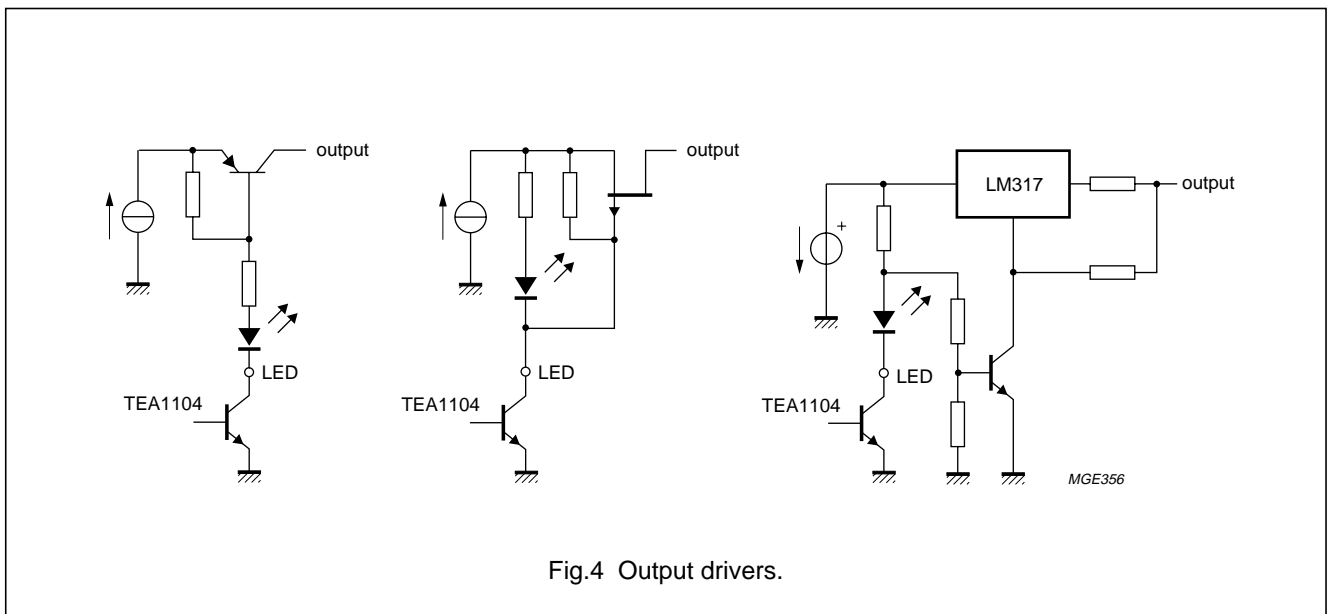 output
LED
TEA1104
output
LED
TEA1104
LM317
output
+
LED
TEA1104
MGE356
Fig.4 Output drivers.